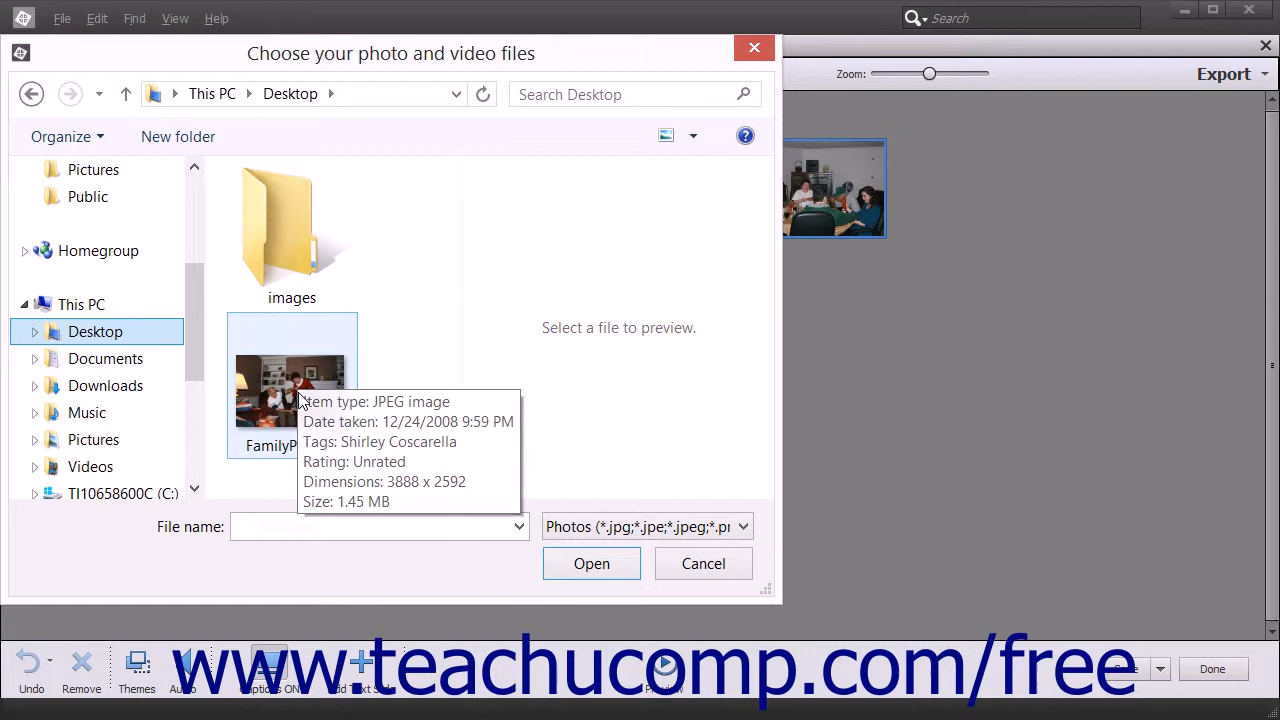 File Edit View Find Help
Search
Choose your photo and video files
Zoom:
Export
This PC
Desktop
Search Desktop
Organize
New folder
Pictures
Public
Homegroup
This PC
Desktop
Documents
Downloads
Music
Pictures
Videos
TI10658600C (C:)
images
FamilyP
Select a file to preview.
Item type: JPEG image
Date taken: 12/24/2008 9:59 PM
Tags: Shirley Coscarella
Rating: Unrated
Dimensions: 3888 x 2592
Size: 1.45 MB
File name:
Photos (*.jpg;*.jpe;*.jpeg;*.pr
Open
Cancel
Undo
Remove
Themes
Done
www.teachucomp.com/free